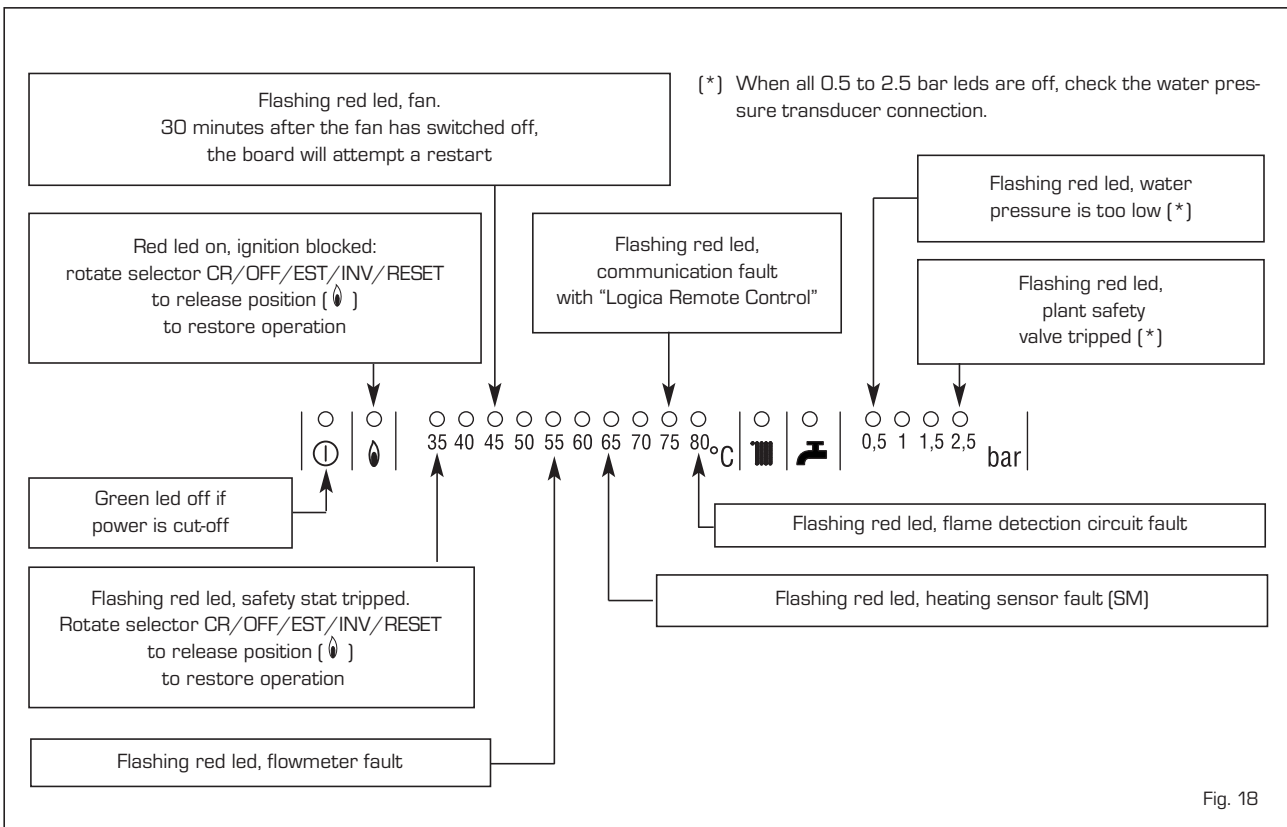 Flashing red led, fan.
30 minutes after the fan has switched off,
the board will attempt a restart
(*) When all 0.5 to 2.5 bar leds are off, check the water pres-
sure transducer connection.
Red led on, ignition blocked:
rotate selector CR/OFF/EST/INV/RESET
to release position ( )
to restore operation
Flashing red led,
communication fault
with “Logica Remote Control”
Flashing red led, water
pressure is too low (*)
Flashing red led,
plant safety
valve tripped (*)
35 40 45 50 55 60 65 70 75 80 °C 0,5 1 1,5 2,5 bar
Green led off if
power is cut-off
Flashing red led, flame detection circuit fault
Flashing red led, safety stat tripped.
Rotate selector CR/OFF/EST/INV/RESET
to release position ( )
to restore operation
Flashing red led, heating sensor fault (SM)
Flashing red led, flowmeter fault
Fig. 18